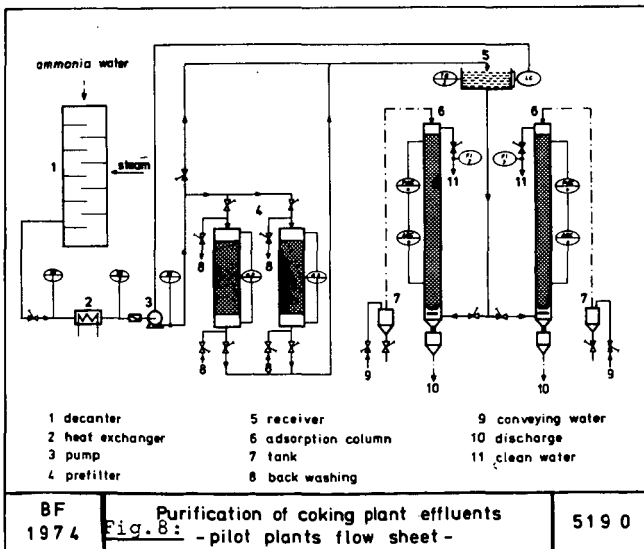 ammonia water
5
6
6
steam
1
11
11
4
8
8
2
3
7
7
8
8
9
9
10
10
1 decanter
2 heat exchanger
3 pump
4 prefilter
5 receiver
6 adsorption column
7 tank
8 back washing
9 conveying water
10 discharge
11 clean water
BF
1974
Purification of coking plant effluents
Fig.8: - pilot plants flow sheet -
5190